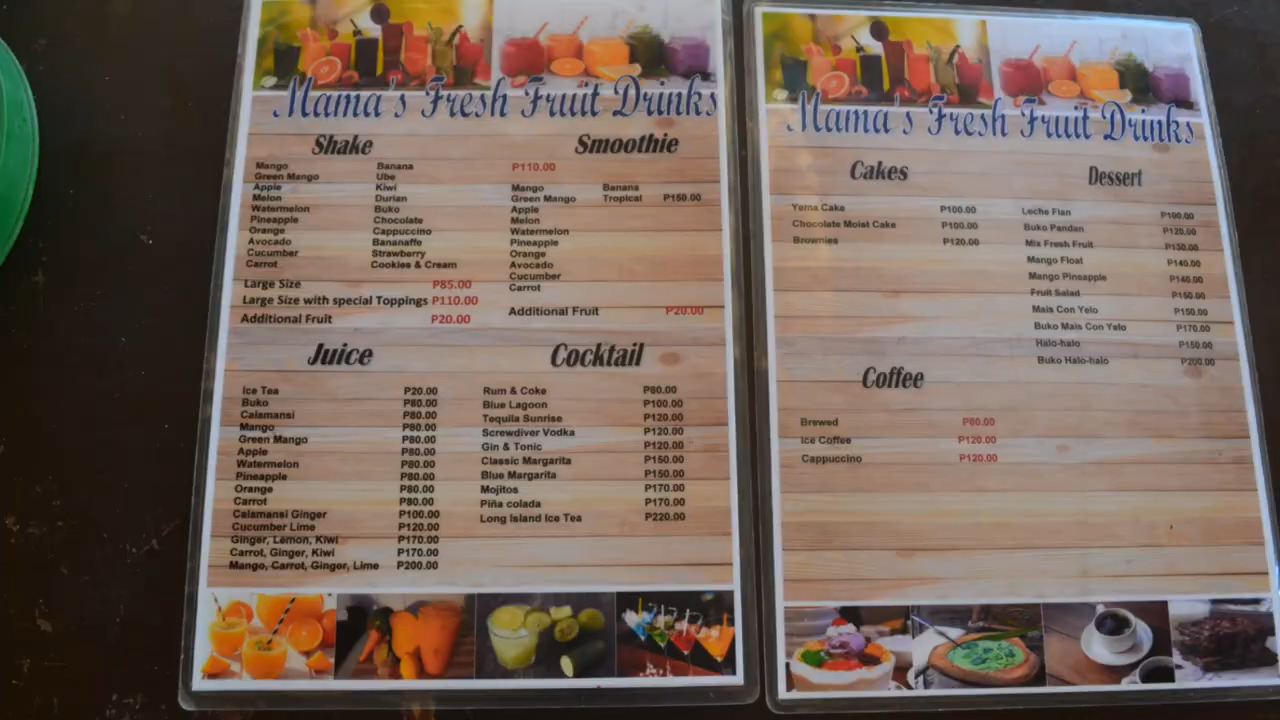 Mama's Fresh Fruit Drinks
Shake
Mango Banana
Green Mango Ube
Apple Kiwi
Melon Durian
Watermelon Buko
Pineapple Chocolate
Orange Cappuccino
Avocado Bananaffe
Cucumber Strawberry
Carrot Cookies & Cream
Large Size P85.00
Large Size with special Toppings P110.00
Additional Fruit P20.00
Smoothie
P110.00
Mango Banana
Green Mango Tropical P150.00
Apple
Melon
Watermelon
Pineapple
Orange
Avocado
Cucumber
Carrot
Additional Fruit P20.00
Juice
Ice Tea P20.00
Buko P80.00
Calamansi P80.00
Mango P80.00
Green Mango P80.00
Apple P80.00
Watermelon P80.00
Pineapple P80.00
Orange P80.00
Carrot P80.00
Calamansi Ginger P100.00
Cucumber Lime P120.00
Ginger, Lemon, Kiwi P170.00
Carrot, Ginger, Kiwi P170.00
Mango, Carrot, Ginger, Lime P200.00
Cocktail
Rum & Coke P80.00
Blue Lagoon P100.00
Tequila Sunrise P120.00
Screwdiver Vodka P120.00
Gin & Tonic P120.00
Classic Margarita P150.00
Blue Margarita P150.00
Mojitos P170.00
Piña colada P170.00
Long Island Ice Tea P220.00
Mama's Fresh Fruit Drinks
Cakes
Yema Cake P100.00
Chocolate Moist Cake P100.00
Brownies P120.00
Dessert
Leche Flan P100.00
Buko Pandan P120.00
Mix Fresh Fruit P130.00
Mango Float P140.00
Mango Pineapple P140.00
Fruit Salad P150.00
Mais Con Yelo P150.00
Buko Mais Con Yelo P170.00
Halo-halo P150.00
Buko Halo-halo P200.00
Coffee
Brewed P80.00
Ice Coffee P120.00
Cappuccino P120.00